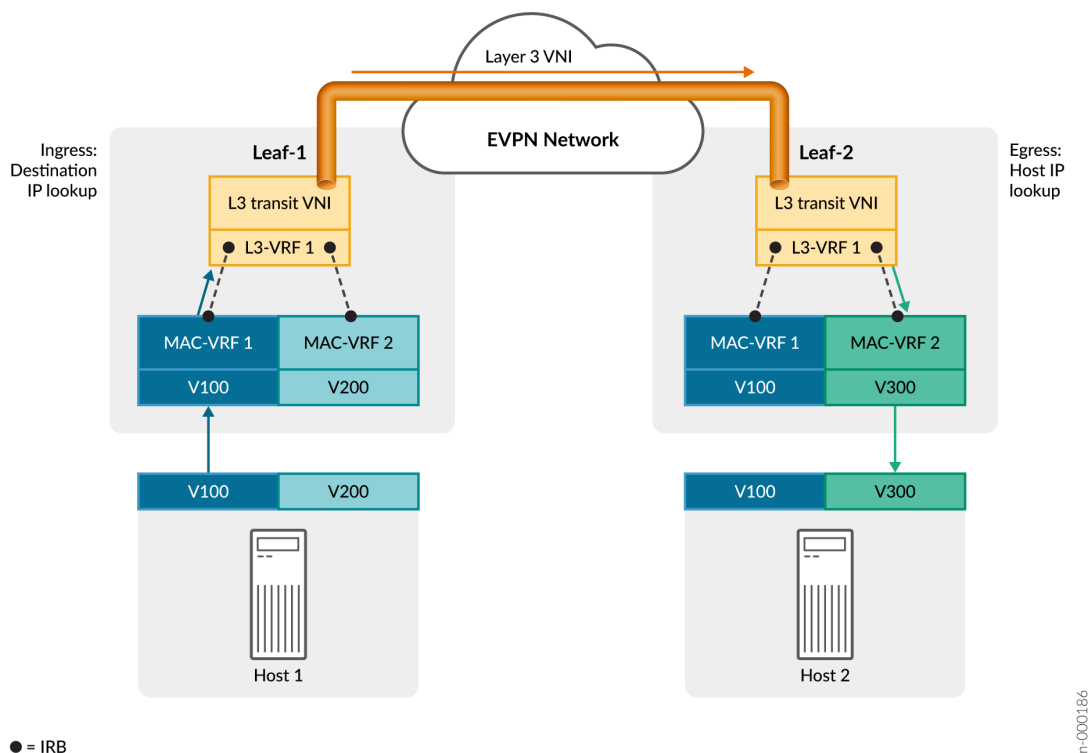 Layer 3 VNI
EVPN Network
Ingress:
Destination
IP lookup
Leaf-1
L3 transit VNI
L3-VRF 1
MAC-VRF 1
MAC-VRF 2
V100
V200
V100
V200
Host 1
Leaf-2
Egress:
Host IP
lookup
L3 transit VNI
L3-VRF 1
MAC-VRF 1
MAC-VRF 2
V100
V300
V100
V300
Host 2
= IRB
n-000186